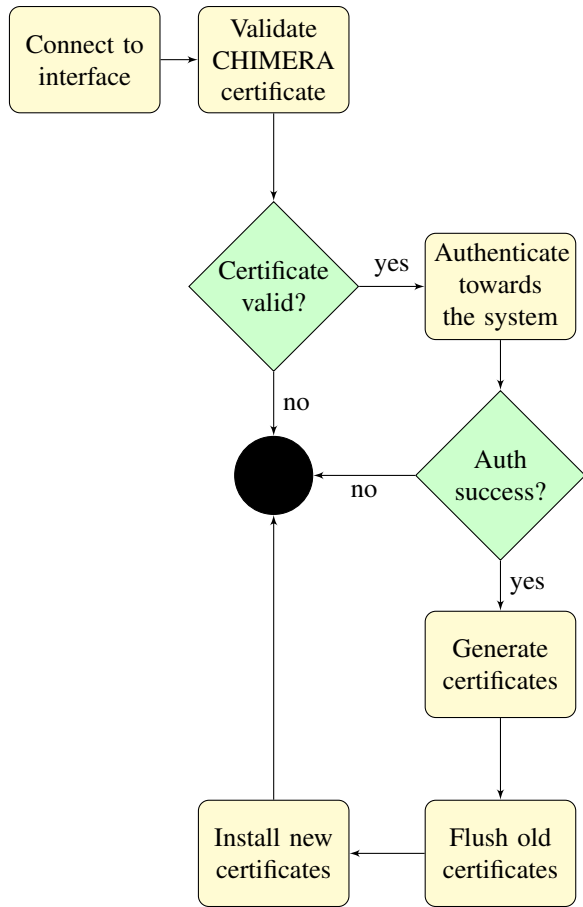 Connect to
interface
Validate
CHIMERA
certificate
Certificate
valid?
yes
Authenticate
towards
the system
no
Auth
success?
no
yes
Generate
certificates
Install new
certificates
Flush old
certificates